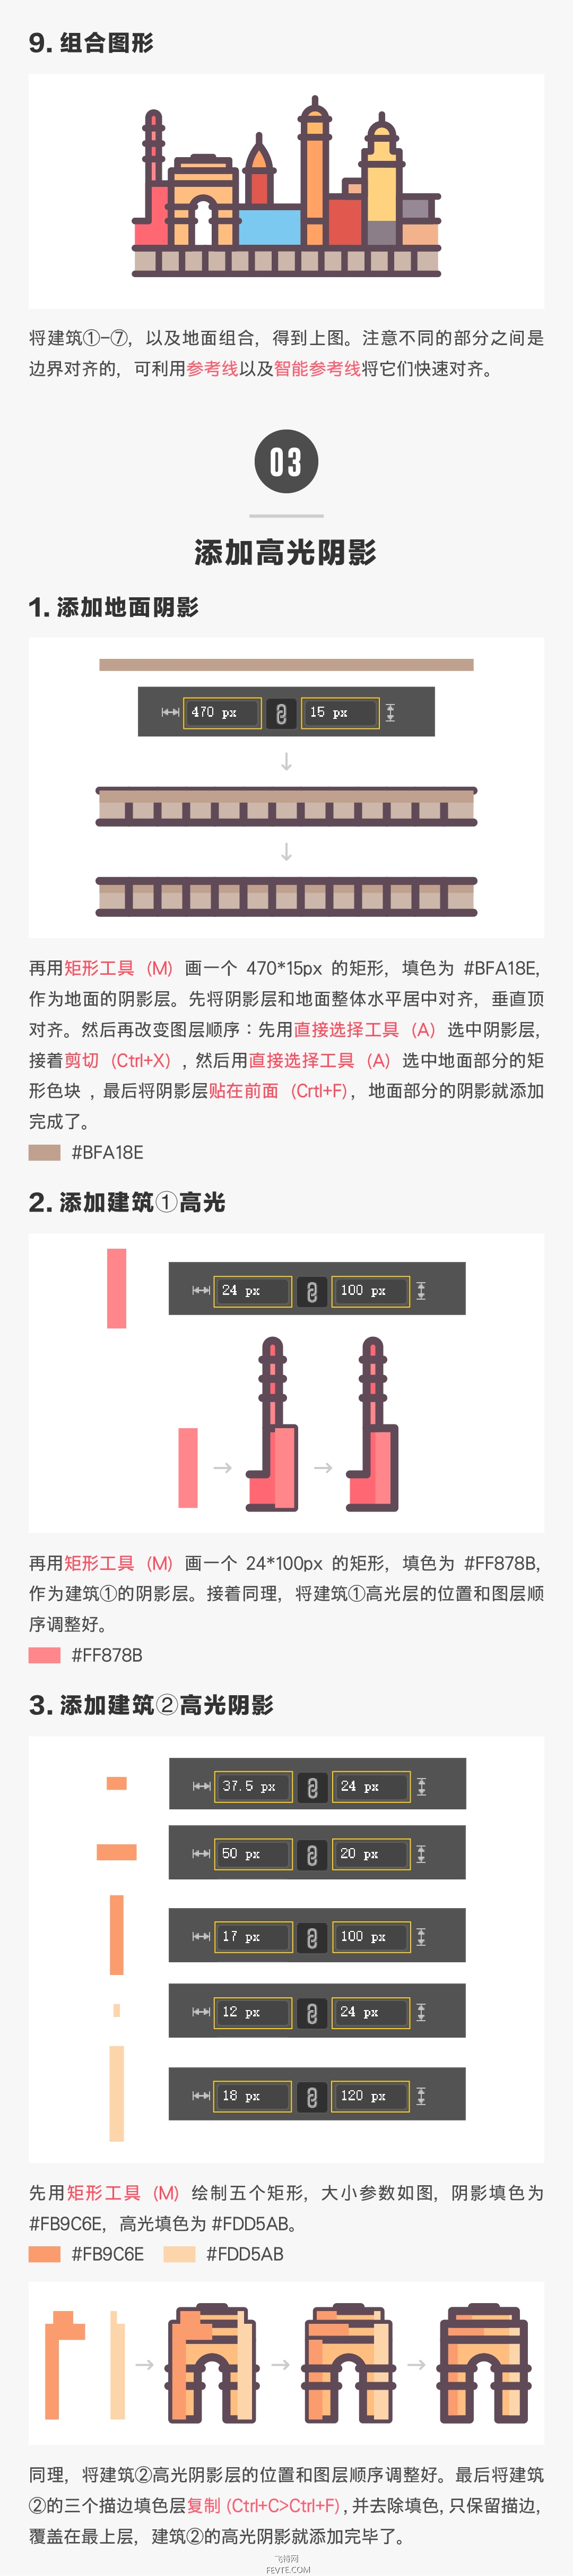 9. 组合图形
将建筑①-⑦，以及地面组合，得到上图。注意不同的部分之间是
边界对齐的，可利用参考线以及智能参考线将它们快速对齐。
03
添加高光阴影
1. 添加地面阴影
470 px 15 px
↓
↓
再用矩形工具（M）画一个 470*15px 的矩形，填色为 #BFA18E，
作为地面的阴影层。先将阴影层和地面整体水平居中对齐，垂直顶
对齐。然后再改变图层顺序：先用直接选择工具（A）选中阴影层，
接着剪切（Ctrl+X），然后用直接选择工具（A）选中地面部分的矩
形色块，最后将阴影层贴在前面（Crtl+F)，地面部分的阴影就添加
完成了。
#BFA18E
2. 添加建筑①高光
24 px 100 px
→ →
再用矩形工具（M）画一个 24*100px 的矩形，填色为 #FF878B，
作为建筑①的阴影层。接着同理，将建筑①高光层的位置和图层顺
序调整好。
#FF878B
3. 添加建筑②高光阴影
37.5 px 24 px
50 px 20 px
17 px 100 px
12 px 24 px
18 px 120 px
先用矩形工具（M）绘制五个矩形，大小参数如图，阴影填色为
#FB9C6E，高光填色为 #FDD5AB。
#FB9C6E #FDD5AB
→ → →
同理，将建筑②高光阴影层的位置和图层顺序调整好。最后将建筑
②的三个描边填色层复制 (Ctrl+C>Ctrl+F)，并去除填色，只保留描边，
覆盖在最上层，建筑②的高光阴影就添加完毕了。
飞特网
FEVTE.COM